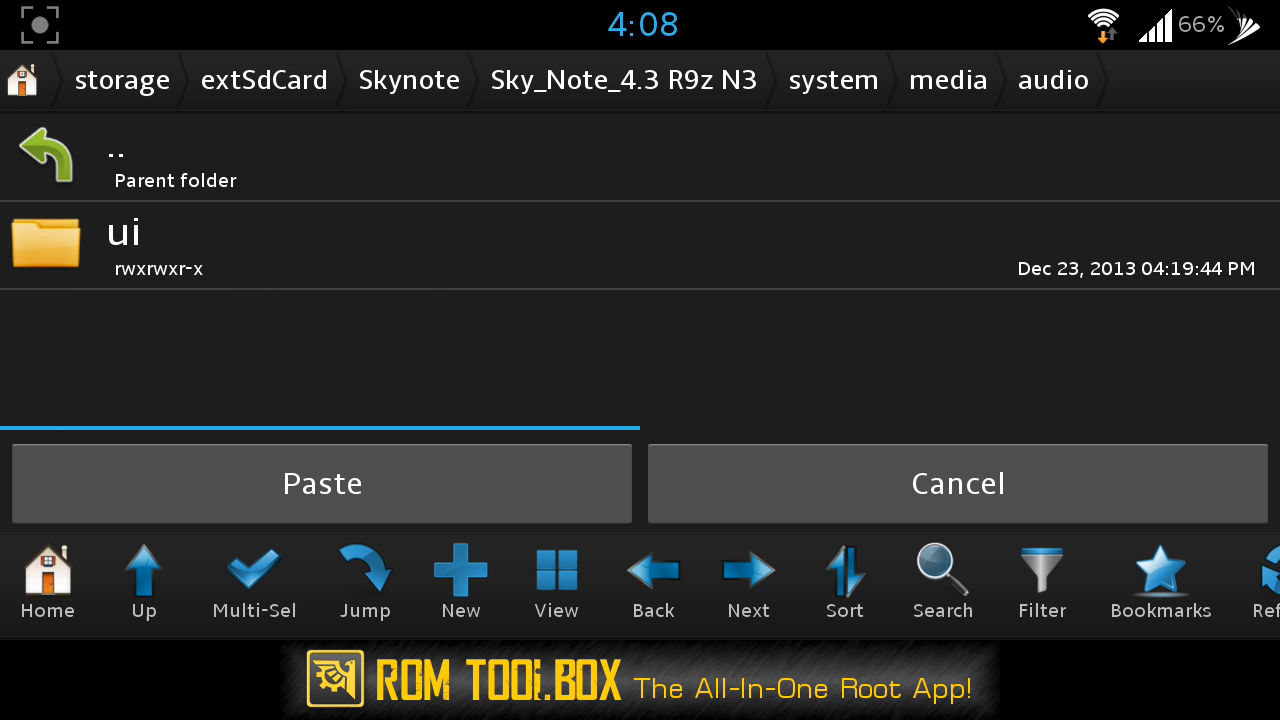 4:08 66%
storage extSdCard Skynote Sky_Note_4.3 R9z N3 system media audio
..
Parent folder
ui
rwxrwxr-x Dec 23, 2013 04:19:44 PM
Paste Cancel
Home Up Multi-Sel Jump New View Back Next Sort Search Filter Bookmarks Ref
ROM TOOLBOX The All-In-One Root App!